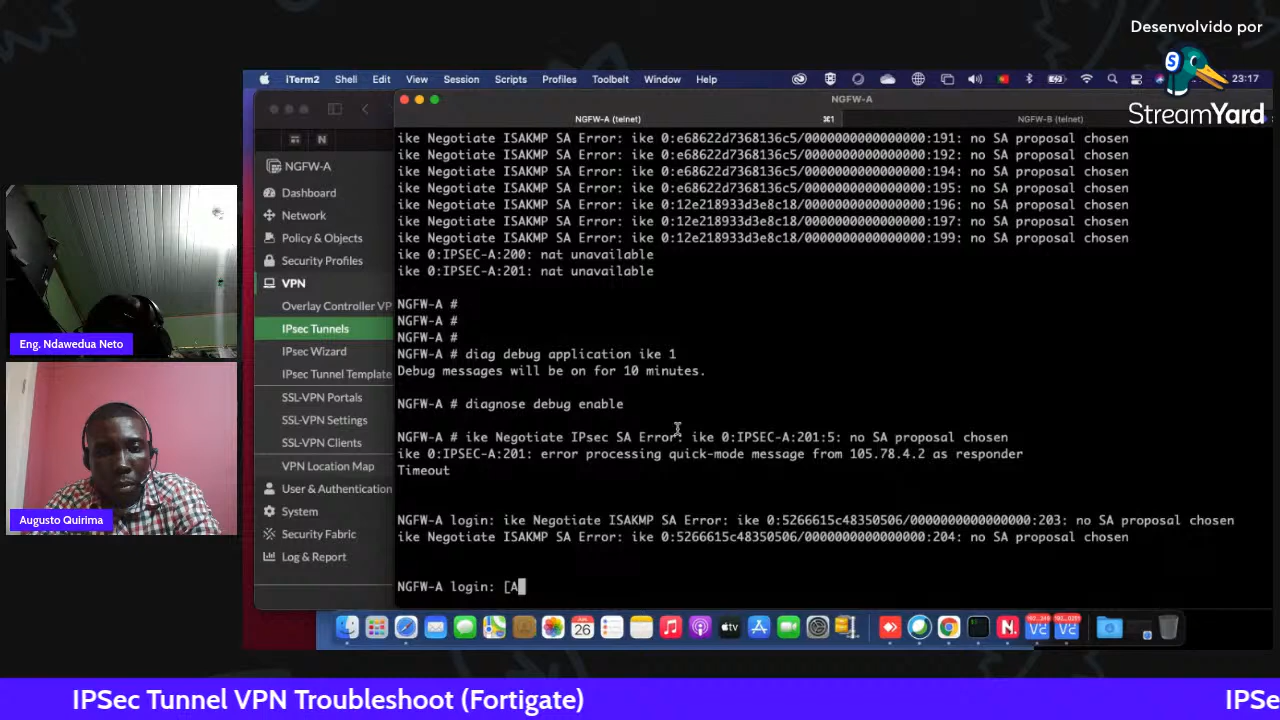 Desenvolvido por
StreamYard
iTerm2 Shell Edit View Session Scripts Profiles Toolbelt Window Help 23:17
NGFW-A
NGFW-A (telnet) ⌘1 NGFW-B (telnet)
NGFW-A
Dashboard
Network
Policy & Objects
Security Profiles
VPN
Overlay Controller VP
IPsec Tunnels
IPsec Wizard
IPsec Tunnel Template
SSL-VPN Portals
SSL-VPN Settings
SSL-VPN Clients
VPN Location Map
User & Authentication
System
Security Fabric
Log & Report
ike Negotiate ISAKMP SA Error: ike 0:e68622d7368136c5/0000000000000000:191: no SA proposal chosen
ike Negotiate ISAKMP SA Error: ike 0:e68622d7368136c5/0000000000000000:192: no SA proposal chosen
ike Negotiate ISAKMP SA Error: ike 0:e68622d7368136c5/0000000000000000:194: no SA proposal chosen
ike Negotiate ISAKMP SA Error: ike 0:e68622d7368136c5/0000000000000000:195: no SA proposal chosen
ike Negotiate ISAKMP SA Error: ike 0:12e218933d3e8c18/0000000000000000:196: no SA proposal chosen
ike Negotiate ISAKMP SA Error: ike 0:12e218933d3e8c18/0000000000000000:197: no SA proposal chosen
ike Negotiate ISAKMP SA Error: ike 0:12e218933d3e8c18/0000000000000000:199: no SA proposal chosen
ike 0:IPSEC-A:200: nat unavailable
ike 0:IPSEC-A:201: nat unavailable
NGFW-A #
NGFW-A #
NGFW-A #
NGFW-A # diag debug application ike 1
Debug messages will be on for 10 minutes.
NGFW-A # diagnose debug enable
NGFW-A # ike Negotiate IPsec SA Error: ike 0:IPSEC-A:201:5: no SA proposal chosen
ike 0:IPSEC-A:201: error processing quick-mode message from 105.78.4.2 as responder
Timeout
NGFW-A login: ike Negotiate ISAKMP SA Error: ike 0:5266615c48350506/0000000000000000:203: no SA proposal chosen
ike Negotiate ISAKMP SA Error: ike 0:5266615c48350506/0000000000000000:204: no SA proposal chosen
NGFW-A login: [A
Eng. Ndawedua Neto
Augusto Quirima
26
tv
IPSec Tunnel VPN Troubleshoot (Fortigate)
IPSe